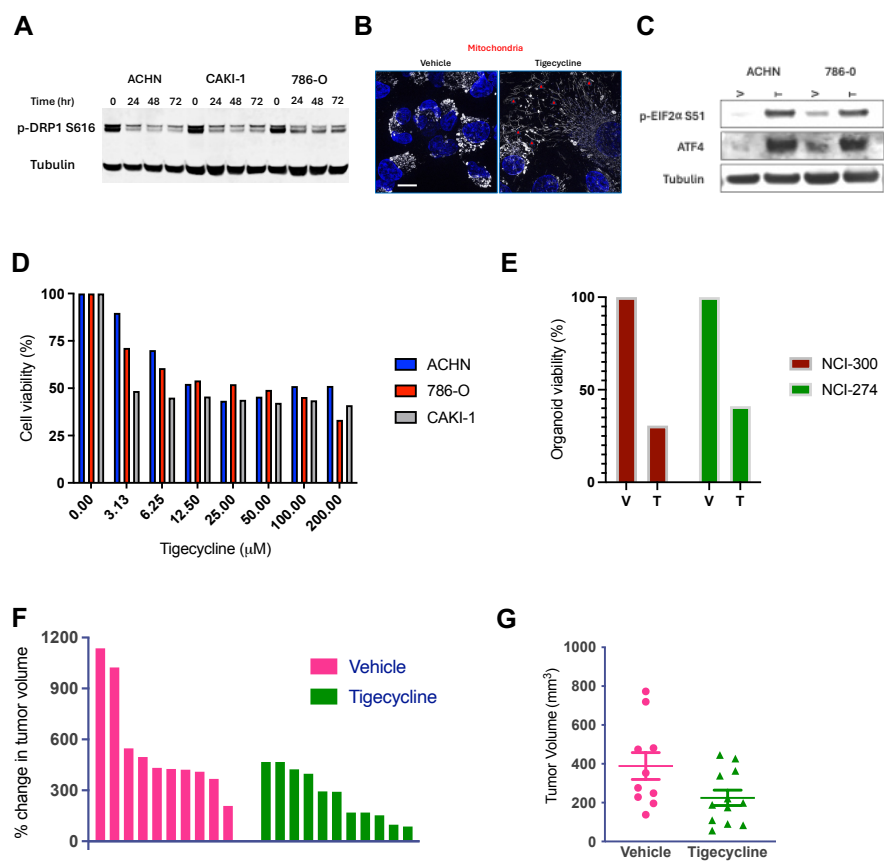 A
ACHN CAKI-1 786-O
Time (hr) 0 24 48 72 0 24 48 72 0 24 48 72
p-DRP1 S616
Tubulin
B
Mitochondria
Vehicle Tigecycline
C
ACHN 786-0
V T V T
p-EIF2α S51
ATF4
Tubulin
D
Cell viability (%)
100
75
50
25
0
0.00 3.13 6.25 12.50 25.00 50.00 100.00 200.00
Tigecycline (μM)
ACHN
786-O
CAKI-1
E
Organoid viability (%)
100
50
0
V T V T
NCI-300
NCI-274
F
% change in tumor volume
1200
900
600
300
0
Vehicle
Tigecycline
G
Tumor Volume (mm³)
1000
800
600
400
200
0
Vehicle Tigecycline